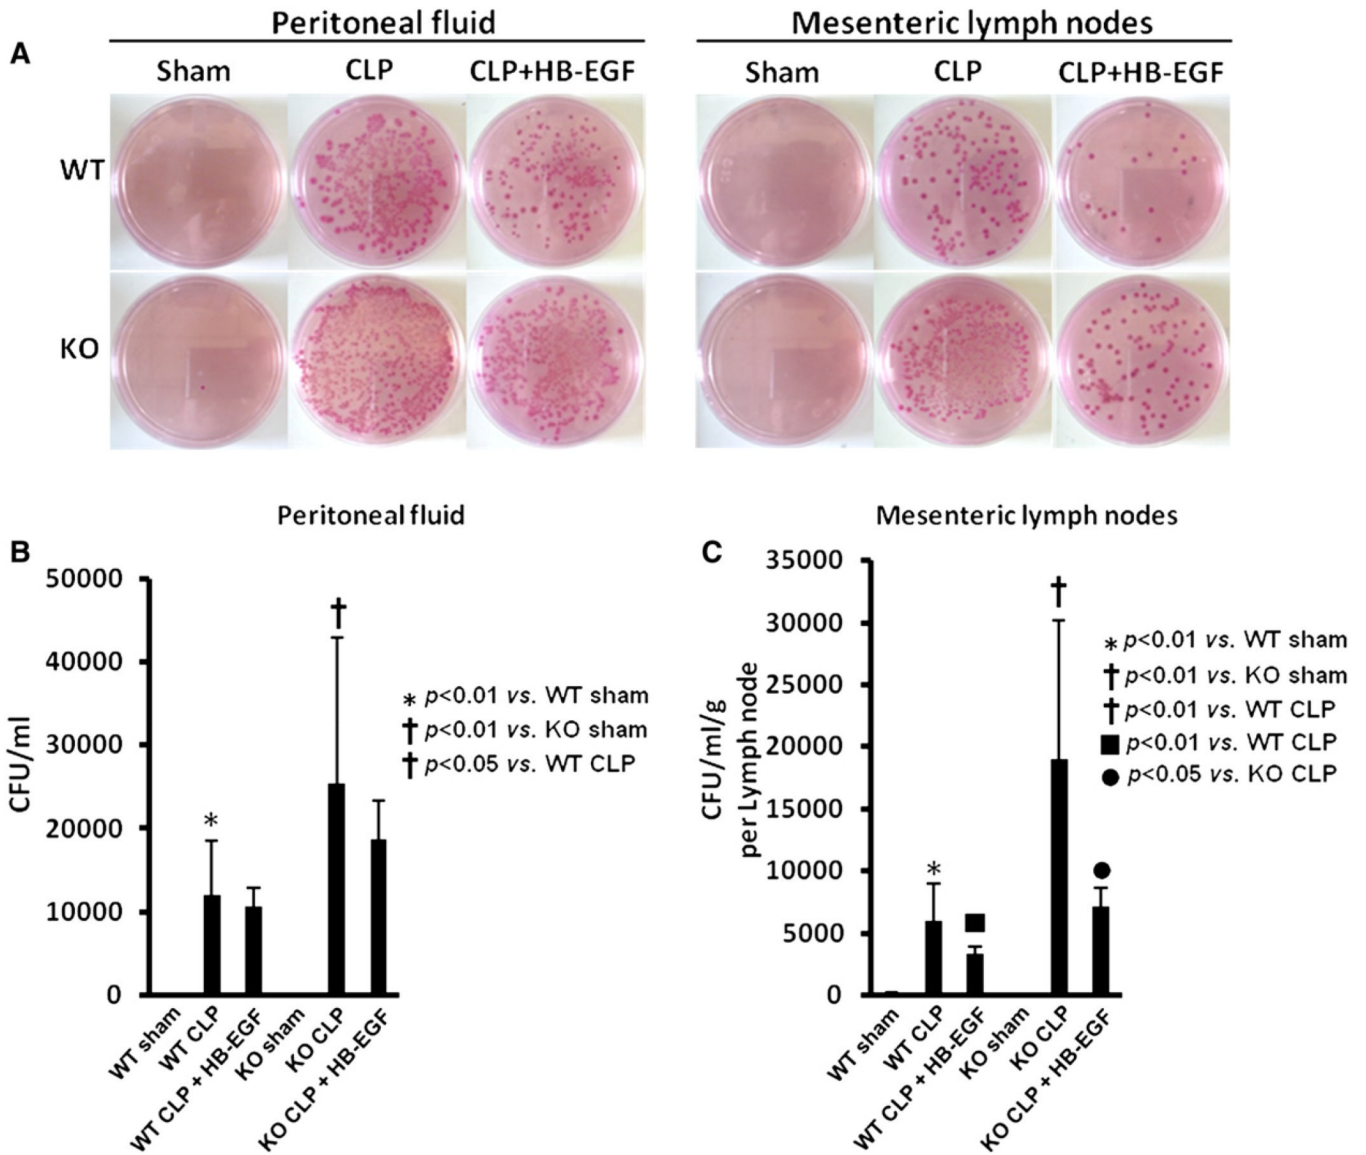 Peritoneal fluid
Mesenteric lymph nodes
A
Sham
CLP
CLP+HB-EGF
Sham
CLP
CLP+HB-EGF
WT
KO
Peritoneal fluid
B
50000
40000
30000
20000
10000
0
CFU/ml
*
†
* p<0.01 vs. WT sham
† p<0.01 vs. KO sham
† p<0.05 vs. WT CLP
WT sham
WT CLP
WT CLP + HB-EGF
KO sham
KO CLP
KO CLP + HB-EGF
Mesenteric lymph nodes
C
35000
30000
25000
20000
15000
10000
5000
0
CFU/ml/g
per Lymph node
*
■
†
●
* p<0.01 vs. WT sham
† p<0.01 vs. KO sham
† p<0.01 vs. WT CLP
■ p<0.01 vs. WT CLP
● p<0.05 vs. KO CLP
WT sham
WT CLP
WT CLP + HB-EGF
KO sham
KO CLP
KO CLP + HB-EGF